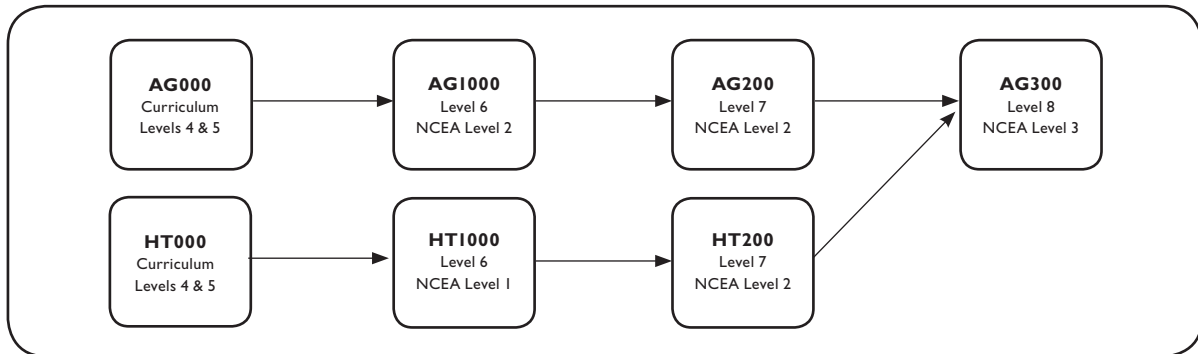 AG000
Curriculum
Levels 4 & 5
AG1000
Level 6
NCEA Level 2
AG200
Level 7
NCEA Level 2
AG300
Level 8
NCEA Level 3
HT000
Curriculum
Levels 4 & 5
HT1000
Level 6
NCEA Level 1
HT200
Level 7
NCEA Level 2